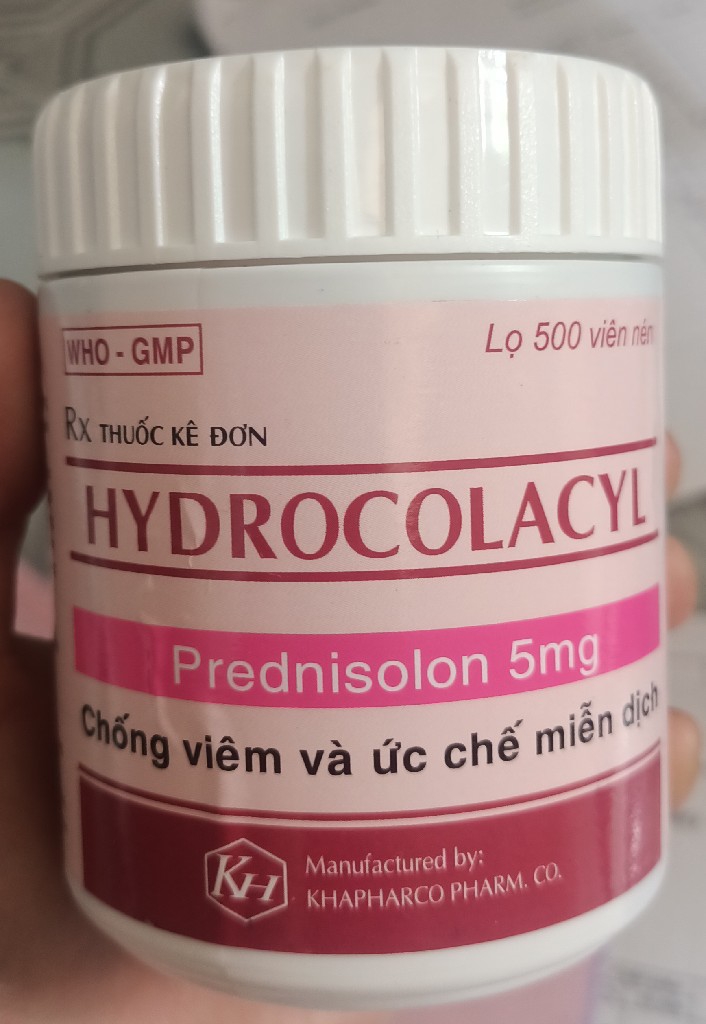 WHO - GMP
Lọ 500 viên nén
Rx THUỐC KÊ ĐƠN
HYDROCOLACYL
Prednisolon 5mg
Chống viêm và ức chế miễn dịch
KH
Manufactured by:
KHAPHARCO PHARM. CO.